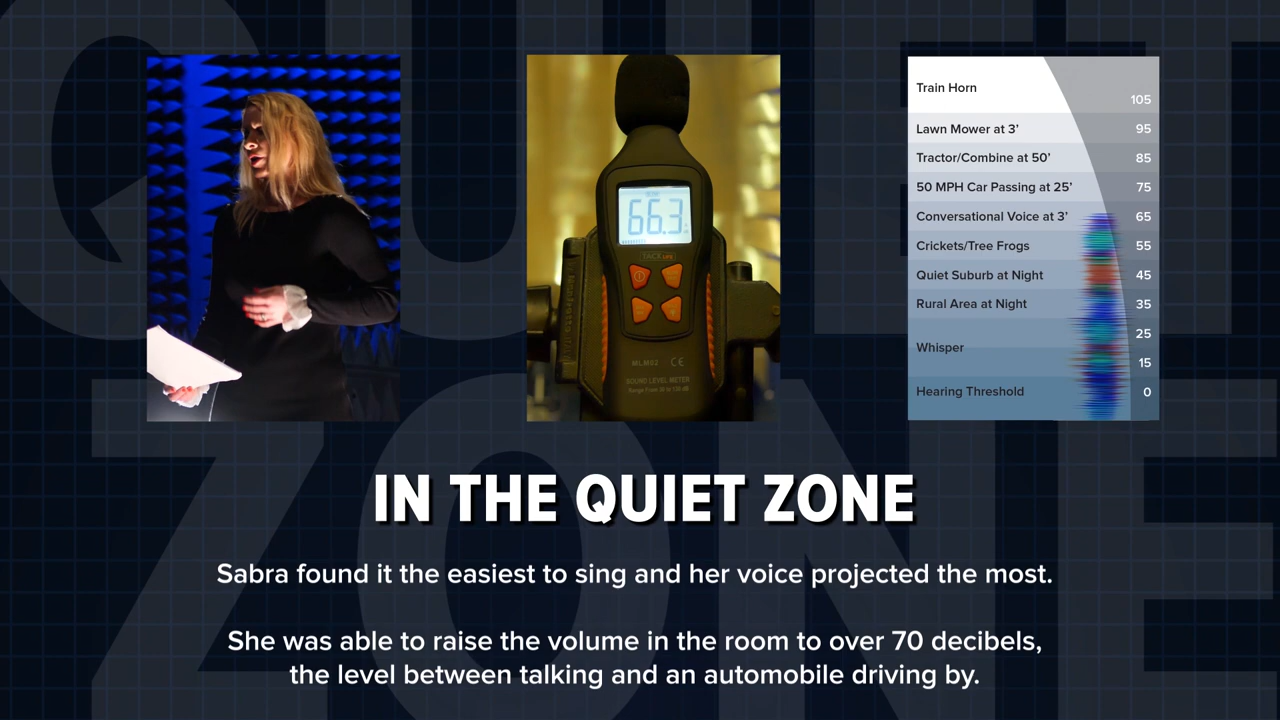 QUIET
ZONE
66.3
MLM02 CE
SOUND LEVEL METER
Train Horn
105
Lawn Mower at 3’ 95
Tractor/Combine at 50’ 85
50 MPH Car Passing at 25’ 75
Conversational Voice at 3’ 65
Crickets/Tree Frogs 55
Quiet Suburb at Night 45
Rural Area at Night 35
25
Whisper
15
Hearing Threshold 0
IN THE QUIET ZONE
Sabra found it the easiest to sing and her voice projected the most.
She was able to raise the volume in the room to over 70 decibels,
the level between talking and an automobile driving by.